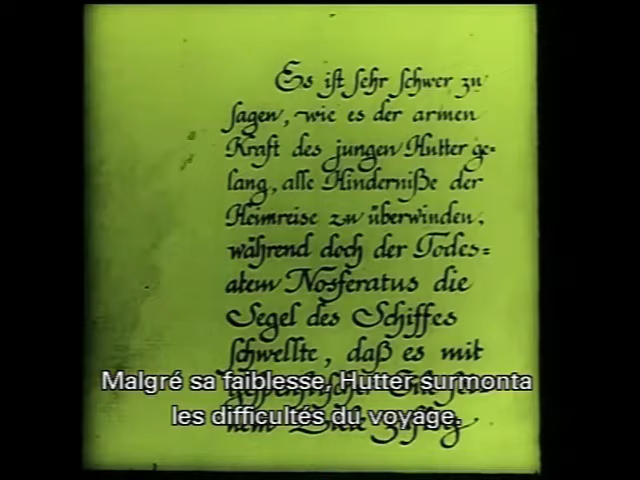 Es ist sehr schwer zu
sagen, wie es der armen
Kraft des jungen Hutter ge=
lang, alle Hinderniße der
Heimreise zu überwinden,
während doch der Todes=
atem Nosferatus die
Segel des Schiffes
schwellte, daß es mit
Malgré sa faiblesse, Hutter surmonta
les difficultés du voyage.